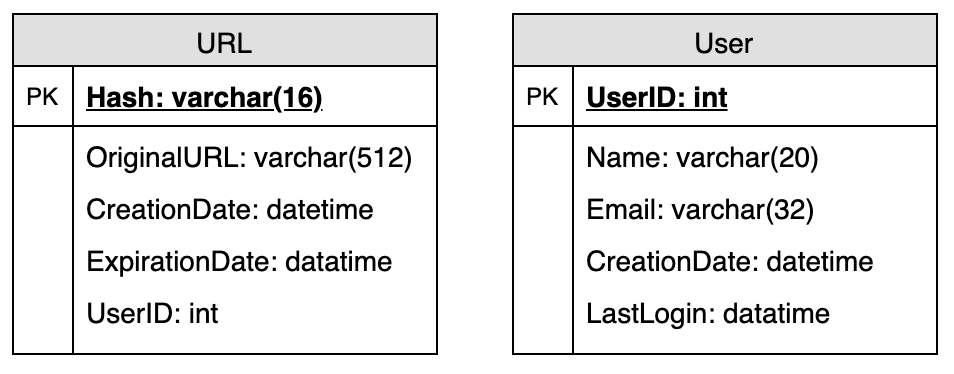 URL
PK
Hash: varchar(16)
OriginalURL: varchar(512)
CreationDate: datetime
ExpirationDate: datatime
UserID: int
User
PK
UserID: int
Name: varchar(20)
Email: varchar(32)
CreationDate: datetime
LastLogin: datatime